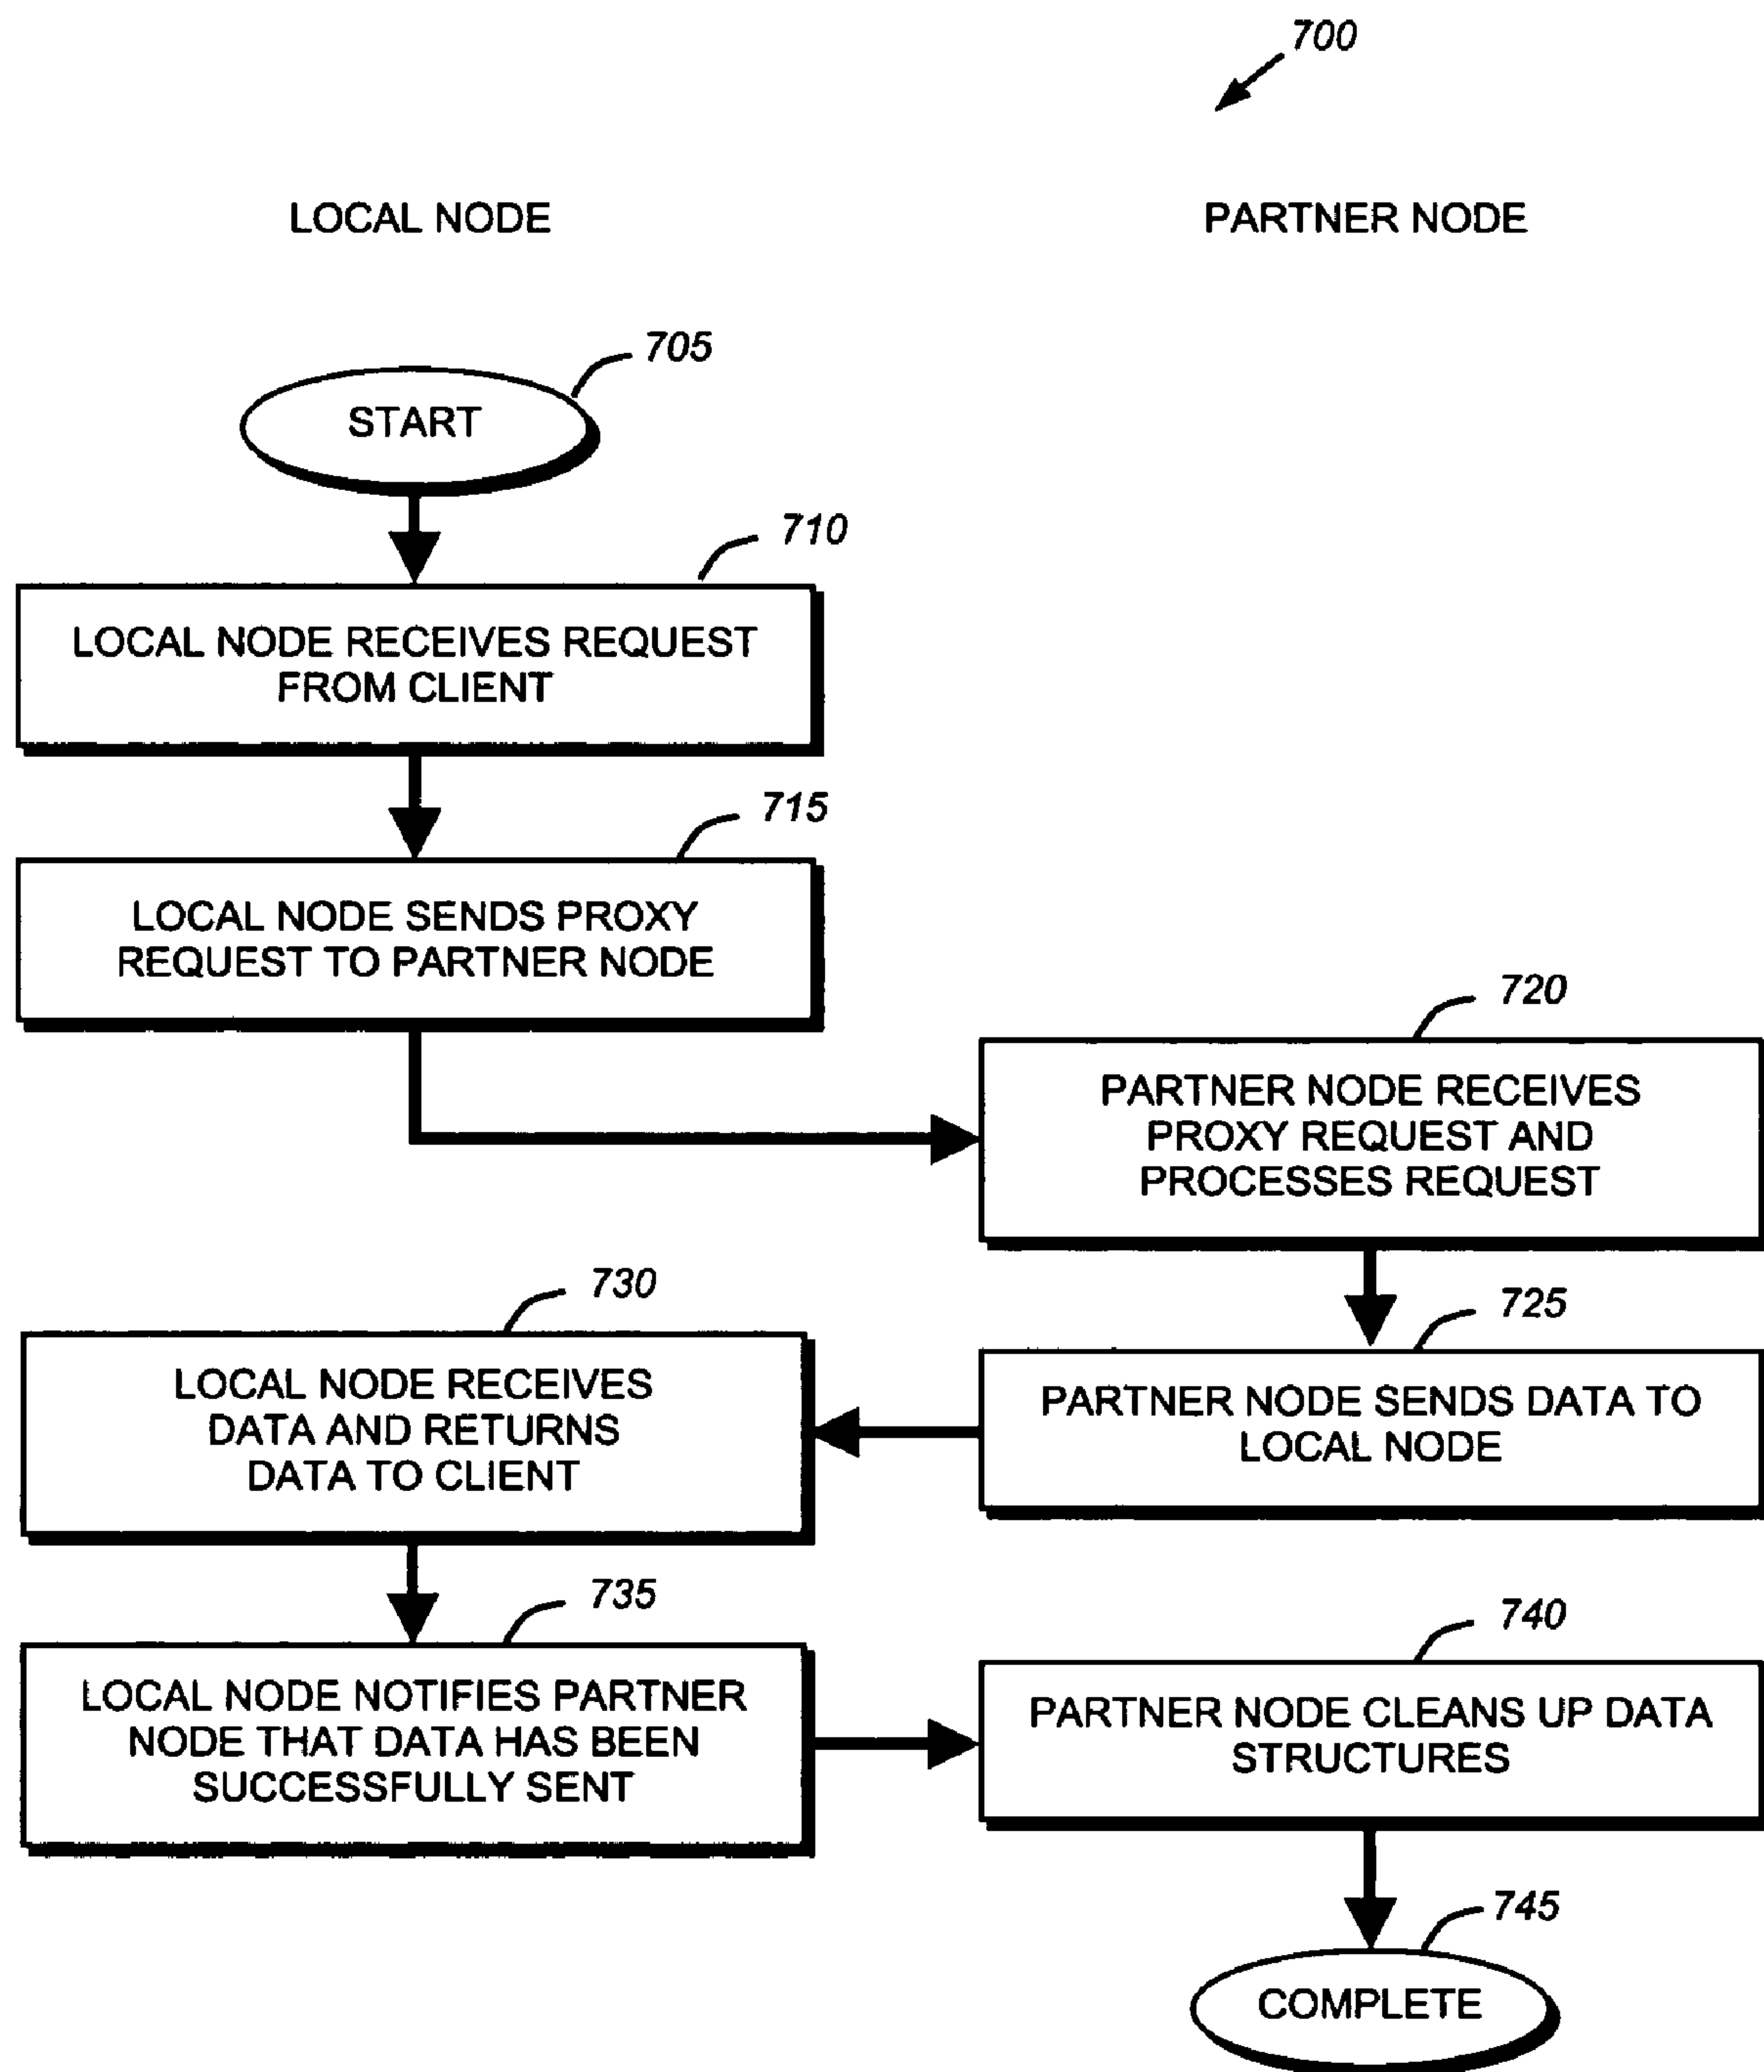 700
LOCAL NODE
PARTNER NODE
705
START
710
LOCAL NODE RECEIVES REQUEST
FROM CLIENT
715
LOCAL NODE SENDS PROXY
REQUEST TO PARTNER NODE
720
PARTNER NODE RECEIVES
PROXY REQUEST AND
PROCESSES REQUEST
725
PARTNER NODE SENDS DATA TO
LOCAL NODE
730
LOCAL NODE RECEIVES
DATA AND RETURNS
DATA TO CLIENT
735
LOCAL NODE NOTIFIES PARTNER
NODE THAT DATA HAS BEEN
SUCCESSFULLY SENT
740
PARTNER NODE CLEANS UP DATA
STRUCTURES
745
COMPLETE